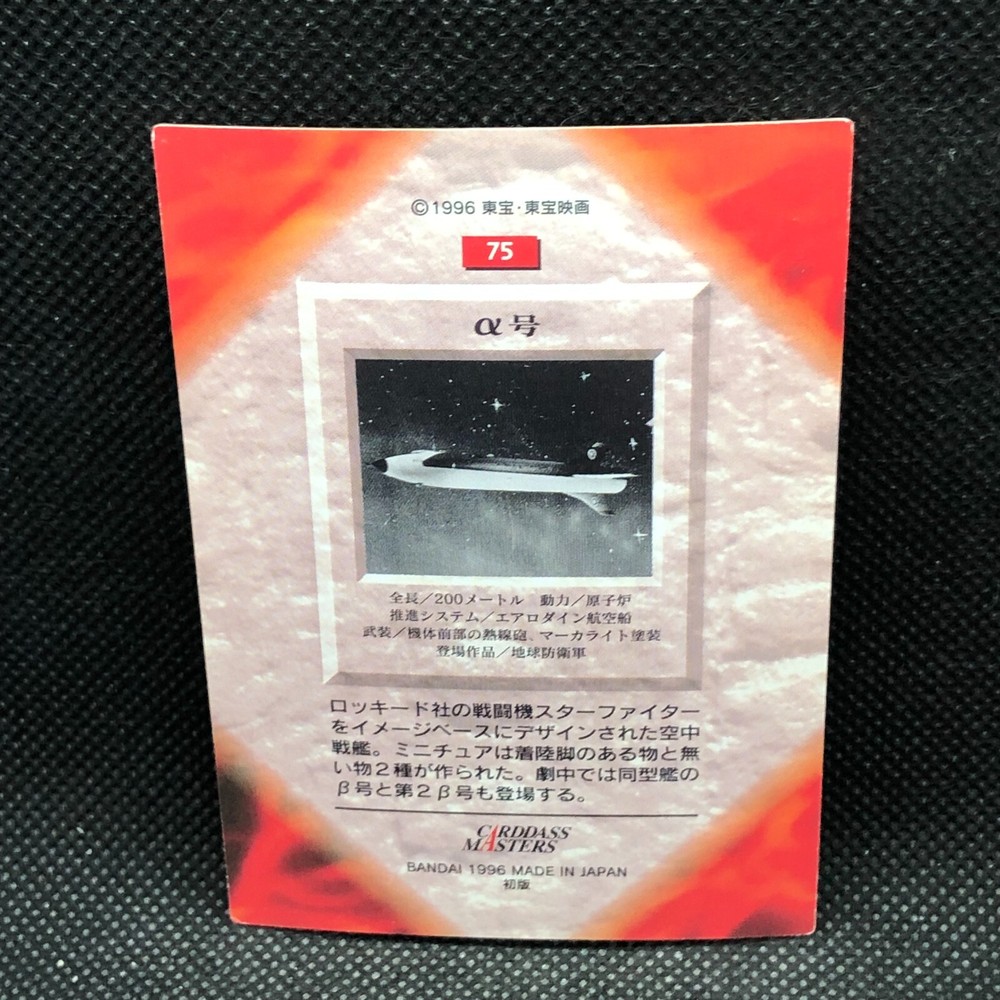 ©1996 東宝・東宝映画
75
α号
全長／200メートル　動力／原子炉
推進システム／エアロダイン航空船
武装／機体前部の熱線砲、マーカライト塗装
登場作品／地球防衛軍
ロッキード社の戦闘機スターファイター
をイメージベースにデザインされた空中
戦艦。ミニチュアは着陸脚のある物と無
い物2種が作られた。劇中では同型艦の
β号と第2β号も登場する。
CARDDASS
MASTERS
BANDAI 1996 MADE IN JAPAN
初版